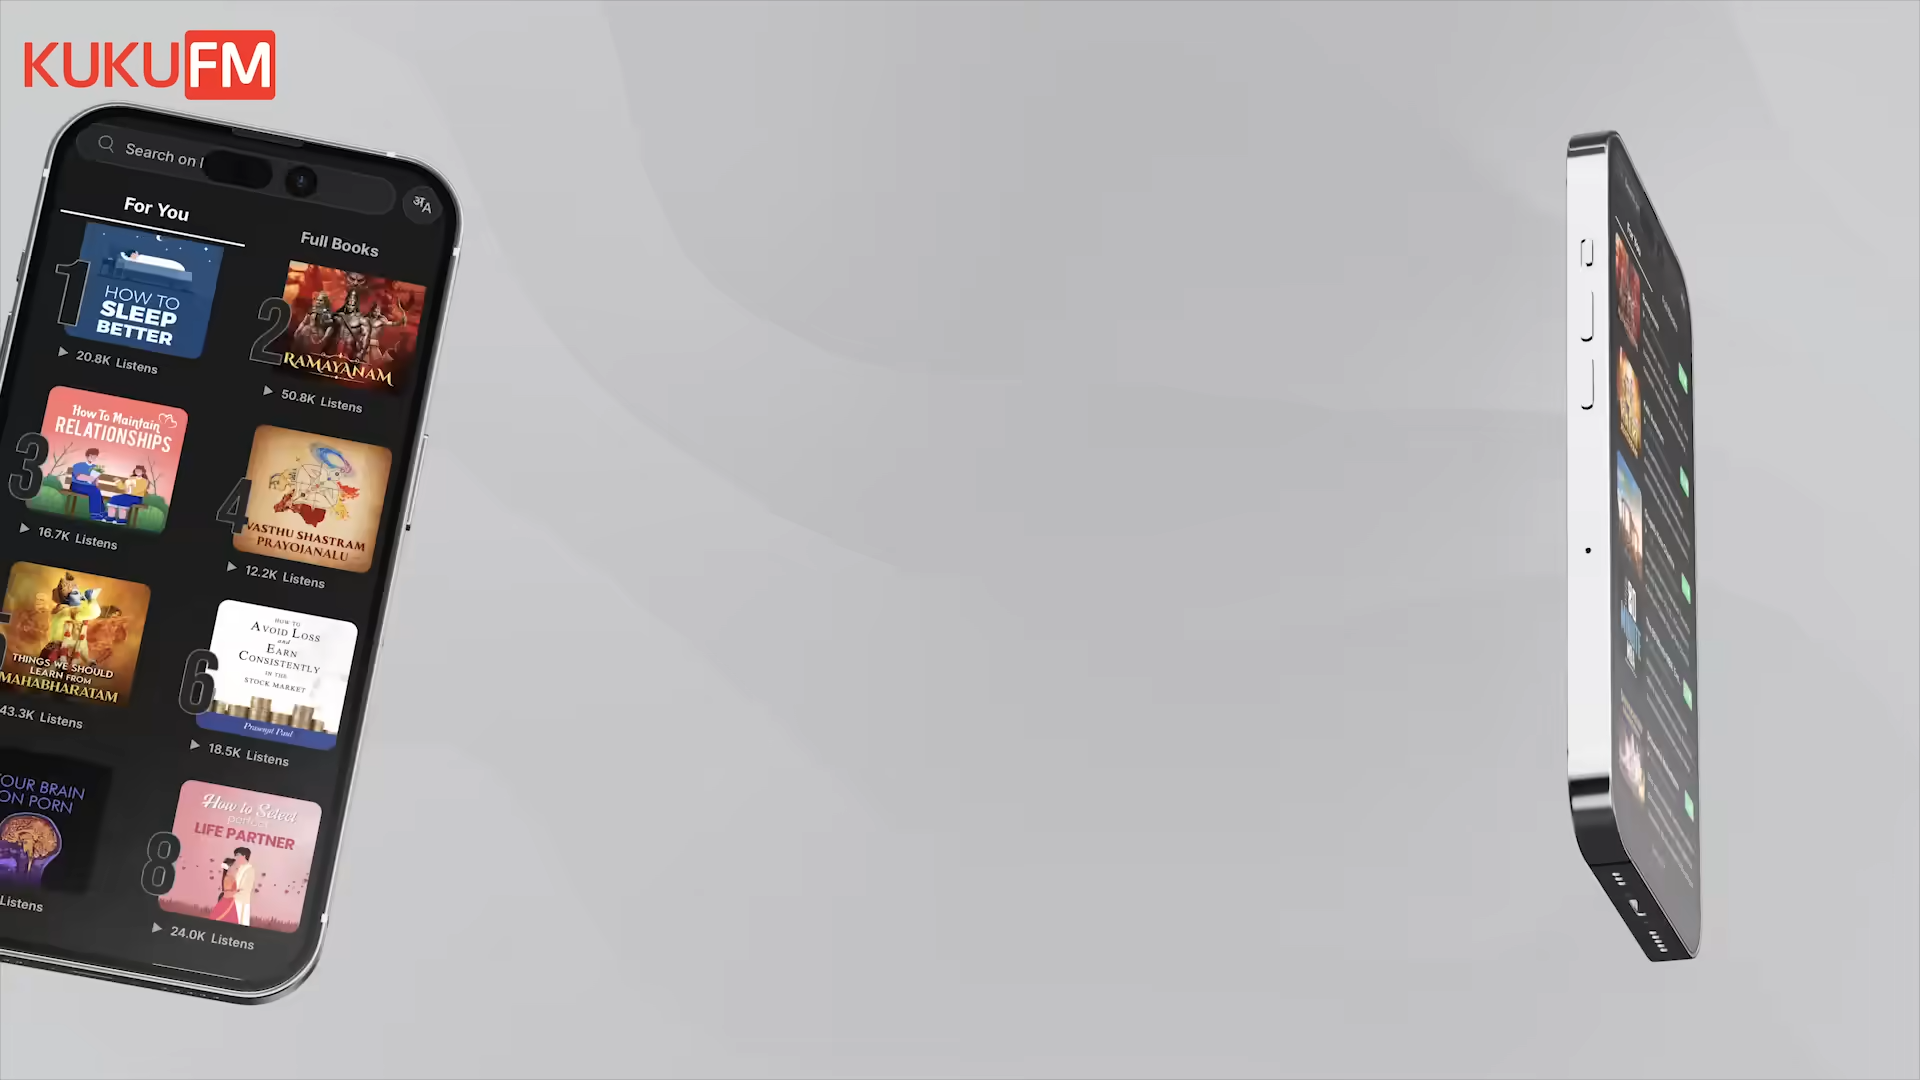 KUKUFM
Search on
For You
Full Books
1
HOW TO
SLEEP
BETTER
20.8K Listens
2
RAMAYANAM
50.8K Listens
3
How To Maintain
RELATIONSHIPS
16.7K Listens
4
VASTHU SHASTRAM
PRAYOJANALU
12.2K Listens
THINGS WE SHOULD
LEARN FROM
MAHABHARATAM
43.3K Listens
6
HOW TO
AVOID LOSS
and
EARN
CONSISTENTLY
IN THE
STOCK MARKET
Prasenjit Paul
18.5K Listens
YOUR BRAIN
ON PORN
Listens
8
How to Select
perfect
LIFE PARTNER
24.0K Listens
अA